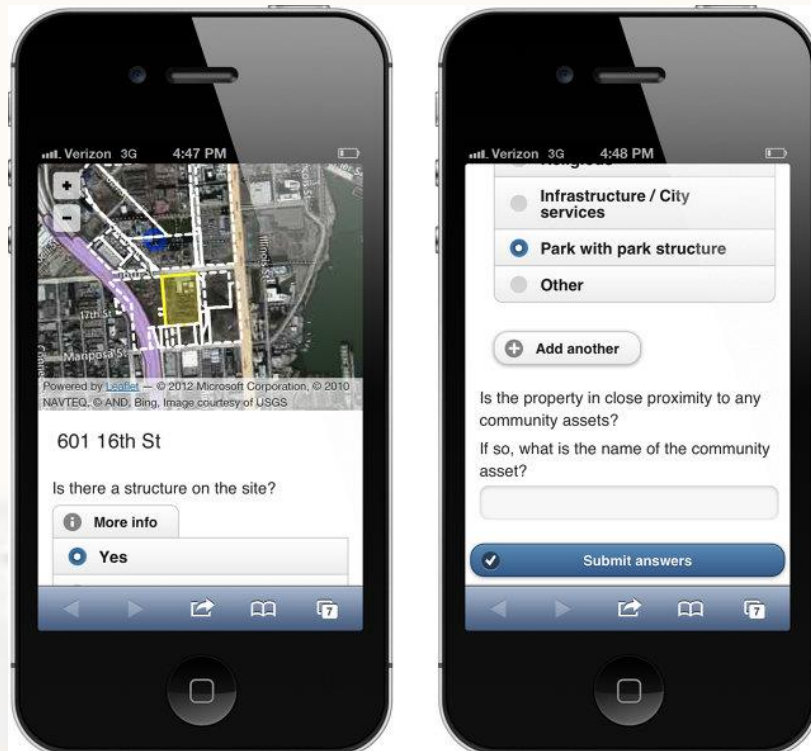 Verizon 3G 4:47 PM
+
−
Illinois St
17th St
Mariposa St
Powered by Leaflet — © 2012 Microsoft Corporation, © 2010
NAVTEQ, © AND, Bing, Image courtesy of USGS
601 16th St
Is there a structure on the site?
More info
Yes
7
Verizon 3G 4:48 PM
Infrastructure / City
services
Park with park structure
Other
Add another
Is the property in close proximity to any
community assets?
If so, what is the name of the community
asset?
Submit answers
7